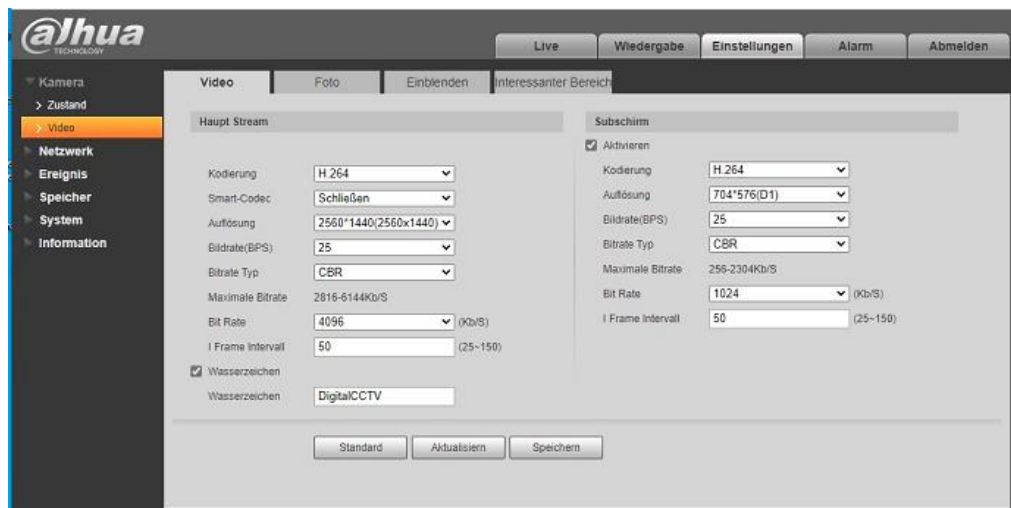 alhua
TECHNOLOGY
Live
Wiedergabe
Einstellungen
Alarm
Abmelden
Kamera
Zustand
Video
Netzwerk
Ereignis
Speicher
System
Information
Video
Foto
Einblenden
Interessanter Bereich
Haupt Stream
Kodierung H.264
Smart-Codec Schließen
Auflösung 2560*1440(2560x1440)
Bildrate(BPS) 25
Bitrate Typ CBR
Maximale Bitrate 2816-6144Kb/S
Bit Rate 4096 (Kb/S)
I Frame Intervall 50 (25~150)
Wasserzeichen
Wasserzeichen DigitalCCTV
Subschirm
Aktivieren
Kodierung H.264
Auflösung 704*576(D1)
Bildrate(BPS) 25
Bitrate Typ CBR
Maximale Bitrate 256-2304Kb/S
Bit Rate 1024 (Kb/S)
I Frame Intervall 50 (25~150)
Standard
Aktualisiern
Speichern